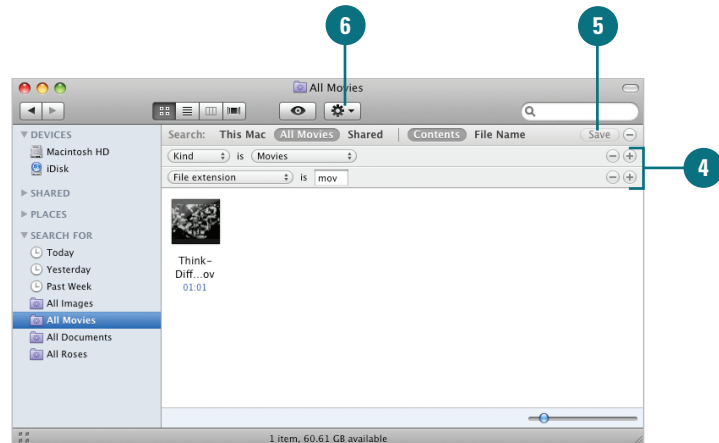 6
5
All Movies
Search: This Mac All Movies Shared Contents File Name Save
Kind is Movies
File extension is mov
4
DEVICES
Macintosh HD
iDisk
SHARED
PLACES
SEARCH FOR
Today
Yesterday
Past Week
All Images
All Movies
All Documents
All Roses
Think-
Diff...ov
01:01
1 item, 60.61 GB available